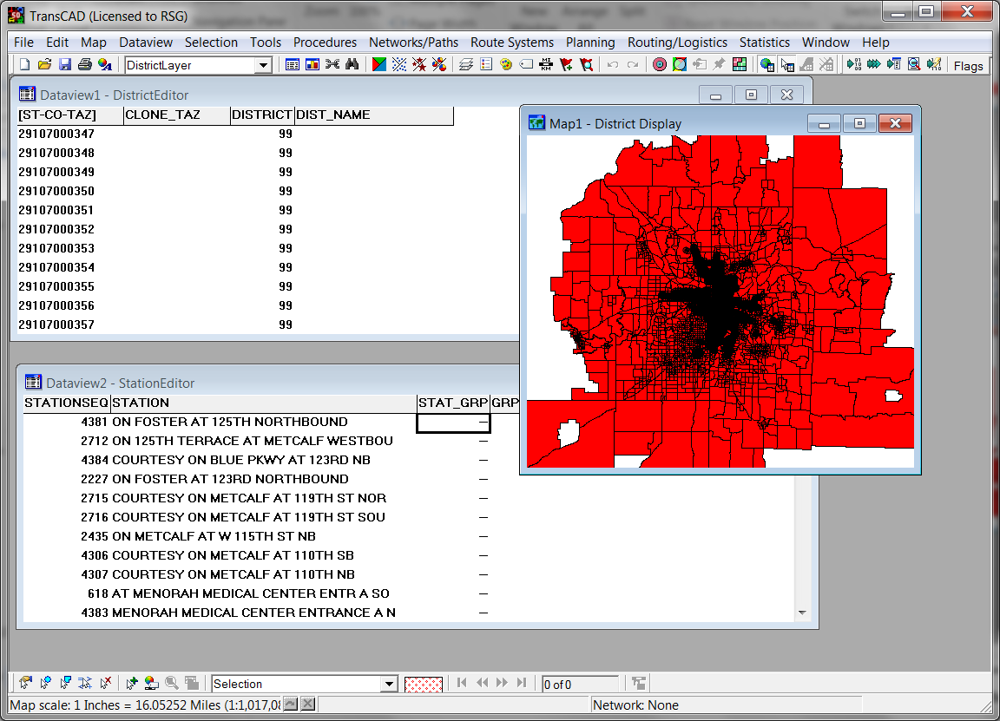 TransCAD (Licensed to RSG)
File Edit Map Dataview Selection Tools Procedures Networks/Paths Route Systems Planning Routing/Logistics Statistics Window Help
DistrictLayer
Flags
Dataview1 - DistrictEditor
[ST-CO-TAZ] CLONE_TAZ DISTRICT DIST_NAME
29107000347 99
29107000348 99
29107000349 99
29107000350 99
29107000351 99
29107000352 99
29107000353 99
29107000354 99
29107000355 99
29107000356 99
29107000357 99
Map1 - District Display
Dataview2 - StationEditor
STATIONSEQ STATION STAT_GRP GRP
4381 ON FOSTER AT 125TH NORTHBOUND --
2712 ON 125TH TERRACE AT METCALF WESTBOU --
4384 COURTESY ON BLUE PKWY AT 123RD NB --
2227 ON FOSTER AT 123RD NORTHBOUND --
2715 COURTESY ON METCALF AT 119TH ST NOR --
2716 COURTESY ON METCALF AT 119TH ST SOU --
2435 ON METCALF AT W 115TH ST NB --
4306 COURTESY ON METCALF AT 110TH SB --
4307 COURTESY ON METCALF AT 110TH NB --
618 AT MENORAH MEDICAL CENTER ENTR A SO --
4383 MENORAH MEDICAL CENTER ENTRANCE A N --
Selection
0 of 0
Map scale: 1 Inches = 16.05252 Miles (1:1,017,08
Network: None